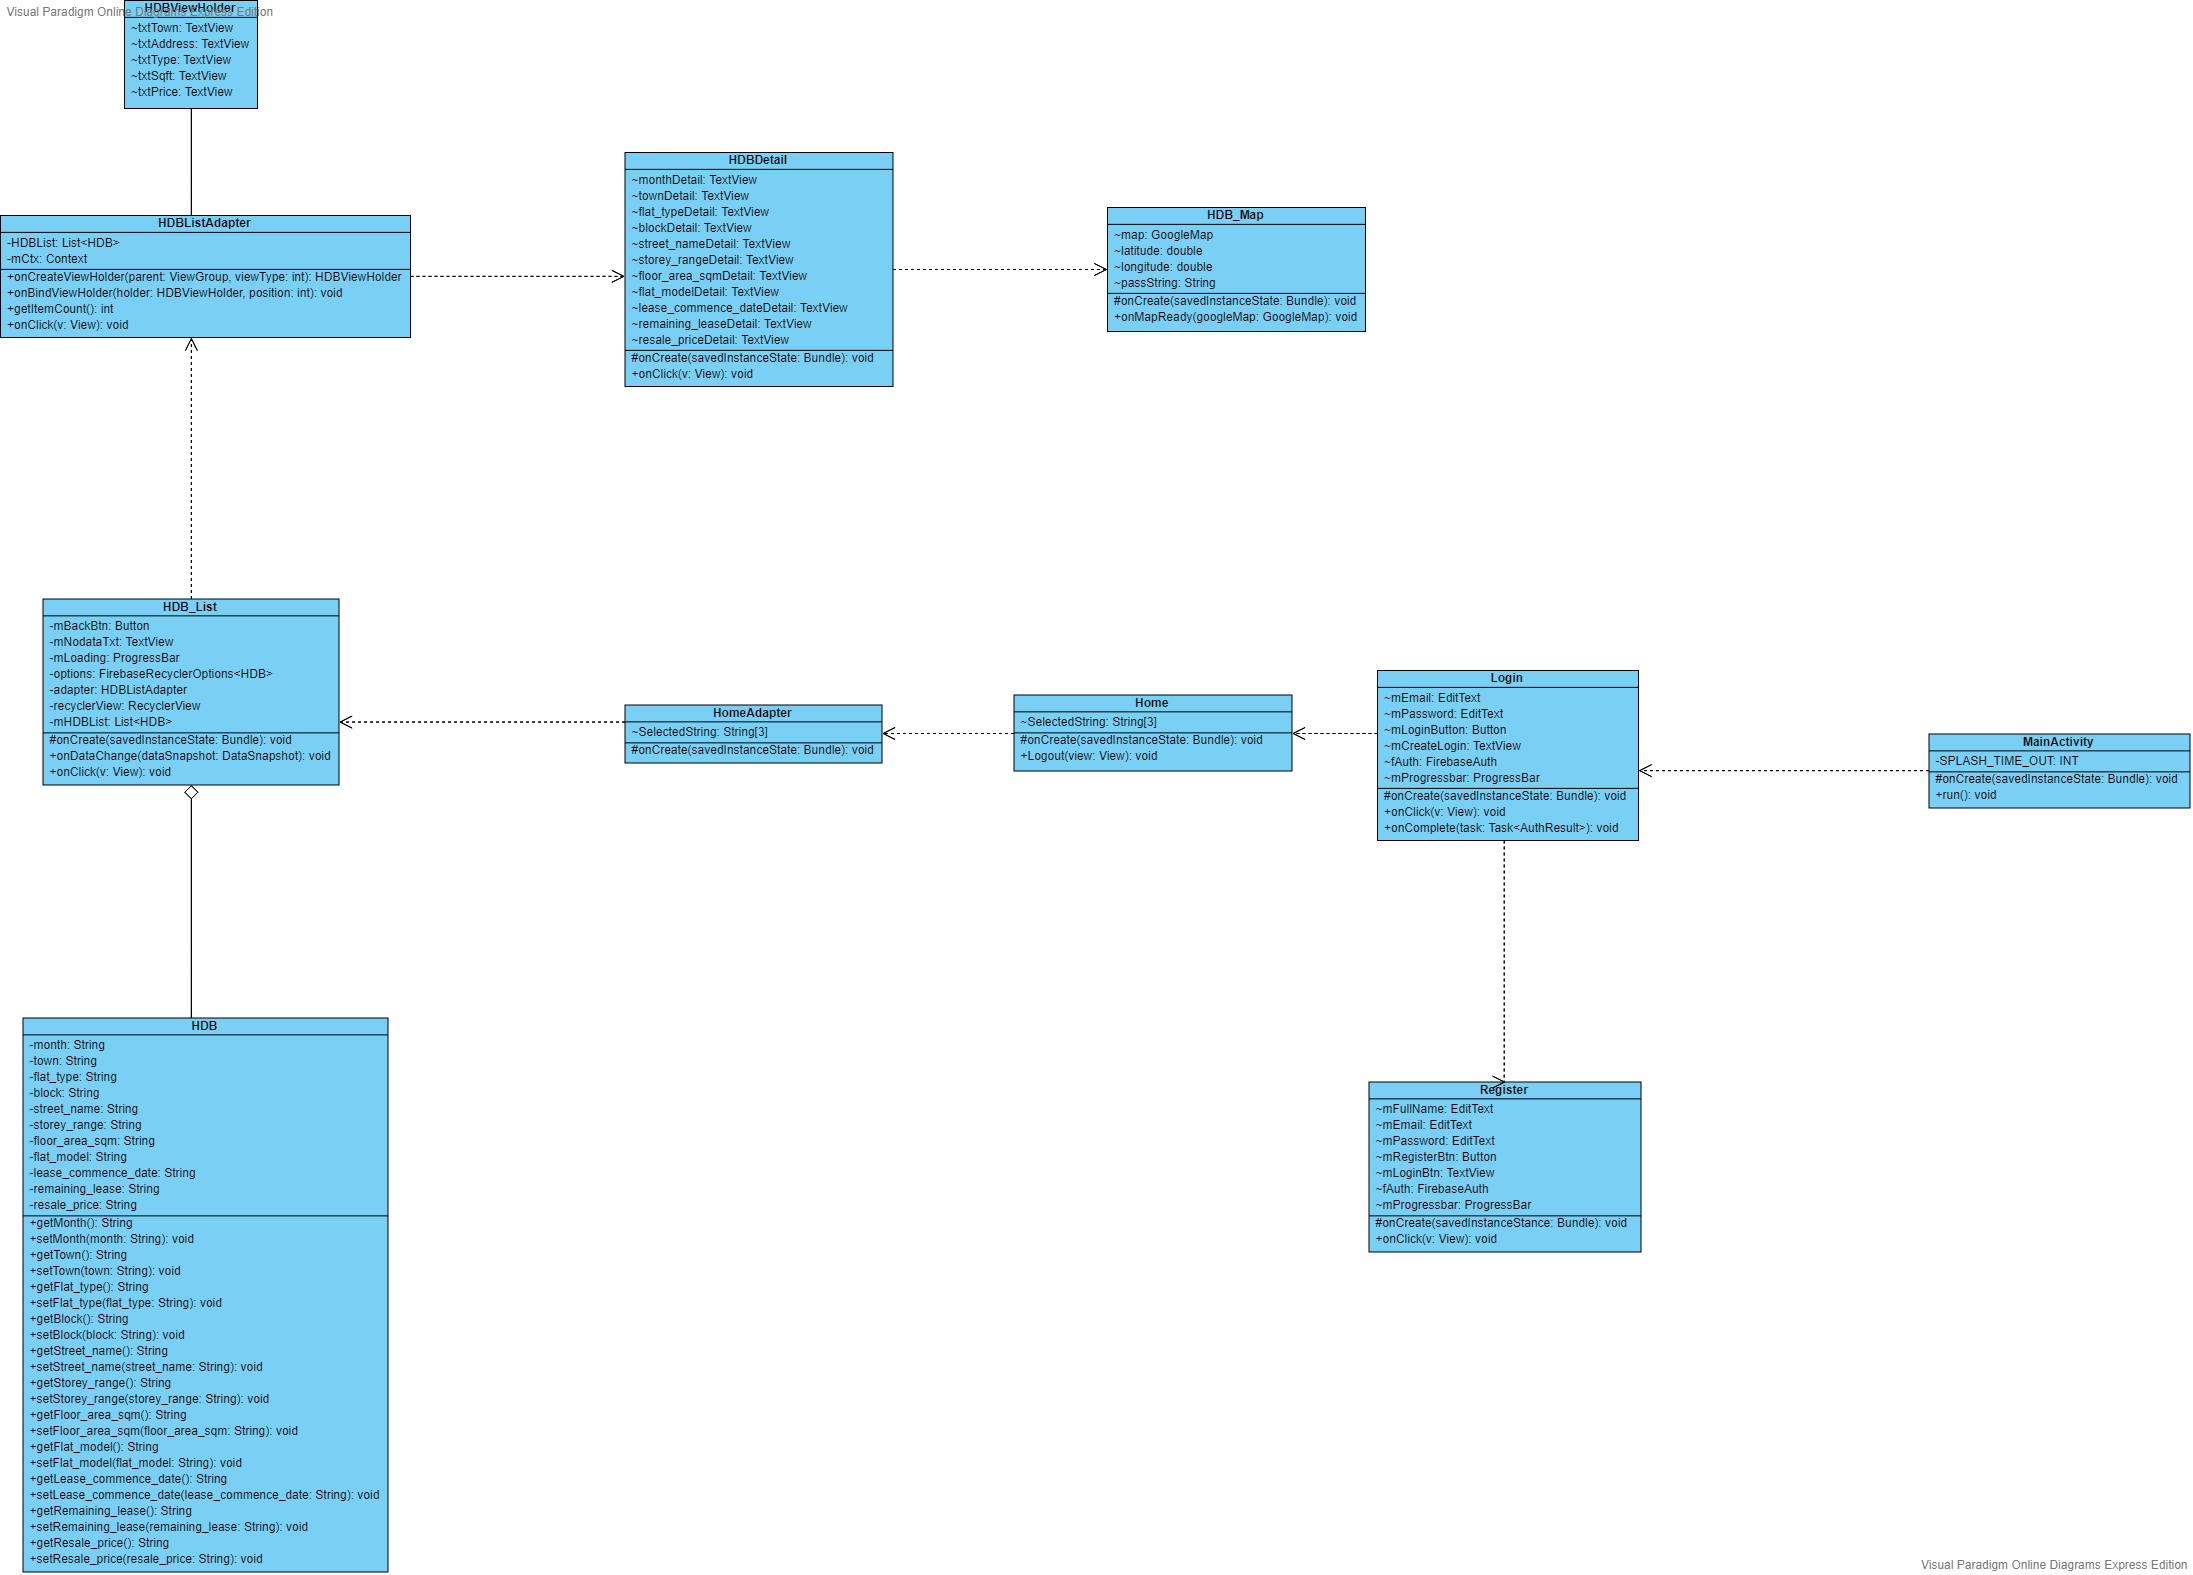 Visual Paradigm Online Diagrams Express Edition
HDBViewHolder
~txtTown: TextView
~txtAddress: TextView
~txtType: TextView
~txtSqft: TextView
~txtPrice: TextView
HDBListAdapter
-HDBList: List<HDB>
-mCtx: Context
+onCreateViewHolder(parent: ViewGroup, viewType: int): HDBViewHolder
+onBindViewHolder(holder: HDBViewHolder, position: int): void
+getItemCount(): int
+onClick(v: View): void
HDBDetail
~monthDetail: TextView
~townDetail: TextView
~flat_typeDetail: TextView
~blockDetail: TextView
~street_nameDetail: TextView
~storey_rangeDetail: TextView
~floor_area_sqmDetail: TextView
~flat_modelDetail: TextView
~lease_commence_dateDetail: TextView
~remaining_leaseDetail: TextView
~resale_priceDetail: TextView
#onCreate(savedInstanceState: Bundle): void
+onClick(v: View): void
HDB_Map
~map: GoogleMap
~latitude: double
~longitude: double
~passString: String
#onCreate(savedInstanceState: Bundle): void
+onMapReady(googleMap: GoogleMap): void
HDB_List
-mBackBtn: Button
-mNodataTxt: TextView
-mLoading: ProgressBar
-options: FirebaseRecyclerOptions<HDB>
-adapter: HDBListAdapter
-recyclerView: RecyclerView
-mHDBList: List<HDB>
#onCreate(savedInstanceState: Bundle): void
+onDataChange(dataSnapshot: DataSnapshot): void
+onClick(v: View): void
HomeAdapter
~SelectedString: String[3]
#onCreate(savedInstanceState: Bundle): void
Home
~SelectedString: String[3]
#onCreate(savedInstanceState: Bundle): void
+Logout(view: View): void
Login
~mEmail: EditText
~mPassword: EditText
~mLoginButton: Button
~mCreateLogin: TextView
~fAuth: FirebaseAuth
~mProgressbar: ProgressBar
#onCreate(savedInstanceState: Bundle): void
+onClick(v: View): void
+onComplete(task: Task<AuthResult>): void
MainActivity
-SPLASH_TIME_OUT: INT
#onCreate(savedInstanceState: Bundle): void
+run(): void
HDB
-month: String
-town: String
-flat_type: String
-block: String
-street_name: String
-storey_range: String
-floor_area_sqm: String
-flat_model: String
-lease_commence_date: String
-remaining_lease: String
-resale_price: String
+getMonth(): String
+setMonth(month: String): void
+getTown(): String
+setTown(town: String): void
+getFlat_type(): String
+setFlat_type(flat_type: String): void
+getBlock(): String
+setBlock(block: String): void
+getStreet_name(): String
+setStreet_name(street_name: String): void
+getStorey_range(): String
+setStorey_range(storey_range: String): void
+getFloor_area_sqm(): String
+setFloor_area_sqm(floor_area_sqm: String): void
+getFlat_model(): String
+setFlat_model(flat_model: String): void
+getLease_commence_date(): String
+setLease_commence_date(lease_commence_date: String): void
+getRemaining_lease(): String
+setRemaining_lease(remaining_lease: String): void
+getResale_price(): String
+setResale_price(resale_price: String): void
Register
~mFullName: EditText
~mEmail: EditText
~mPassword: EditText
~mRegisterBtn: Button
~mLoginBtn: TextView
~fAuth: FirebaseAuth
~mProgressbar: ProgressBar
#onCreate(savedInstanceStance: Bundle): void
+onClick(v: View): void
Visual Paradigm Online Diagrams Express Edition